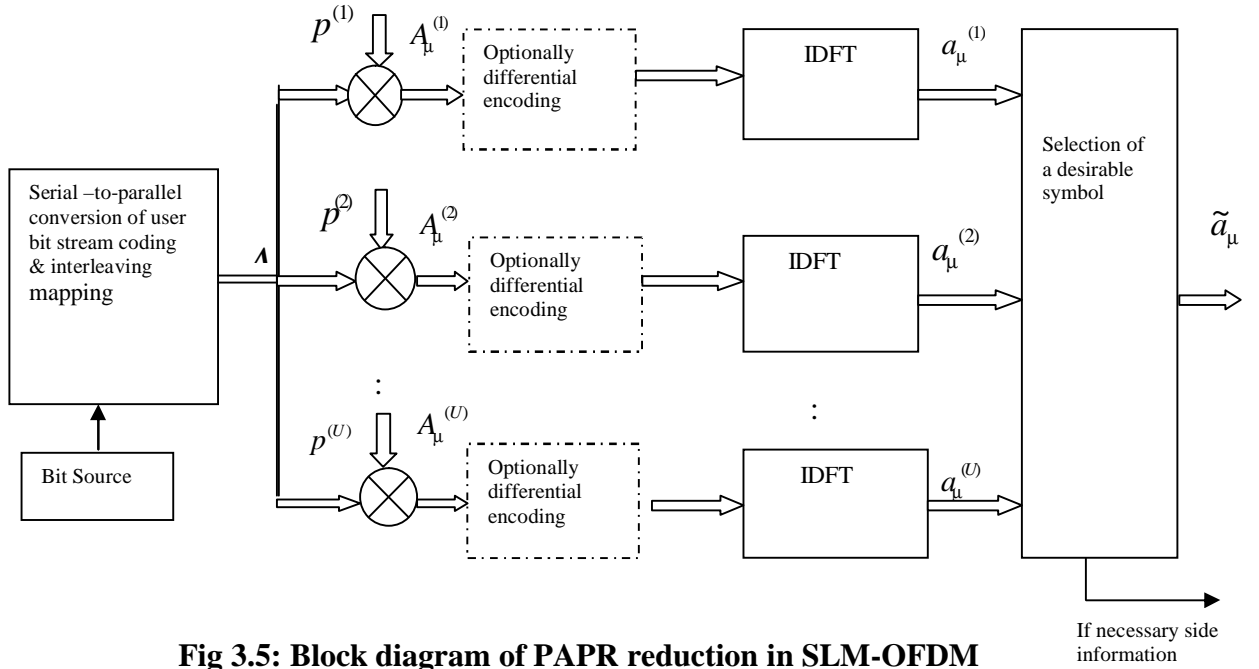 p^(1)
A_μ^(1)
Optionally
differential
encoding
IDFT
a_μ^(1)
Selection of
a desirable
symbol
Serial –to-parallel
conversion of user
bit stream coding
& interleaving
mapping
p^(2)
A_μ^(2)
Optionally
differential
encoding
IDFT
a_μ^(2)
ã_μ
:
:
Bit Source
p^(U)
A_μ^(U)
Optionally
differential
encoding
IDFT
a_μ^(U)
If necessary side
information
Fig 3.5: Block diagram of PAPR reduction in SLM-OFDM